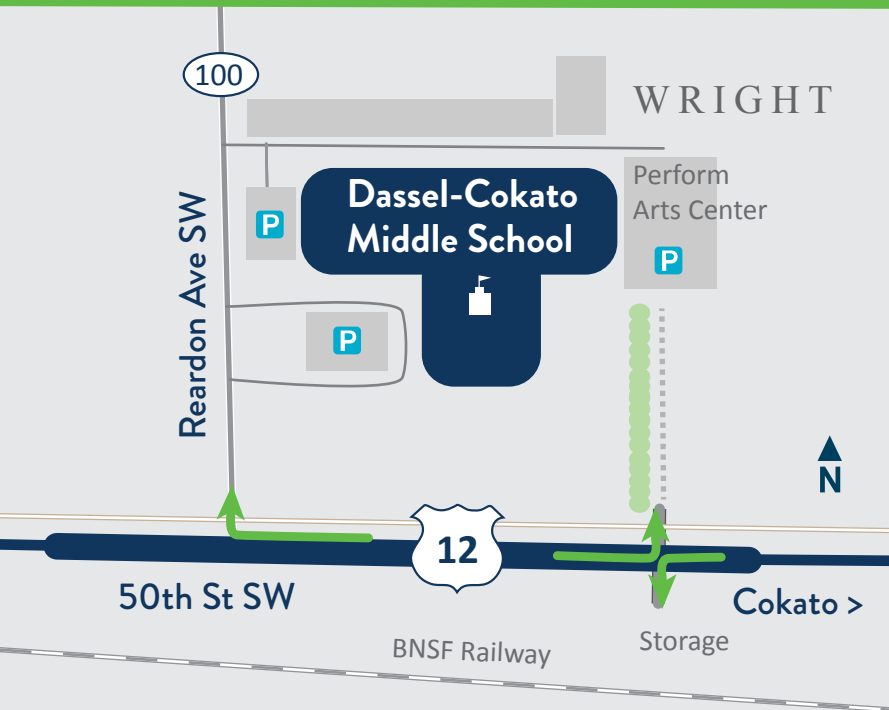 100
WRIGHT
Perform
Arts Center
Dassel-Cokato
Middle School
P
P
P
Reardon Ave SW
N
12
50th St SW
Cokato >
Storage
BNSF Railway